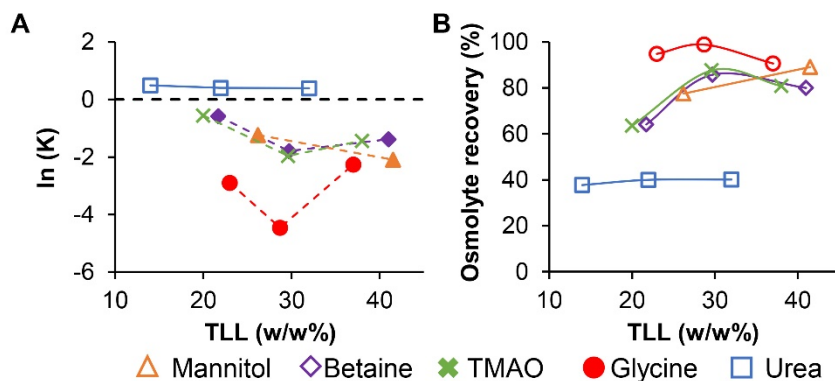 A
2
0
-2
-4
-6
ln (K)
10 20 30 40
TLL (w/w%)
B
100
80
60
40
20
0
Osmolyte recovery (%)
10 20 30 40
TLL (w/w%)
Mannitol Betaine TMAO Glycine Urea